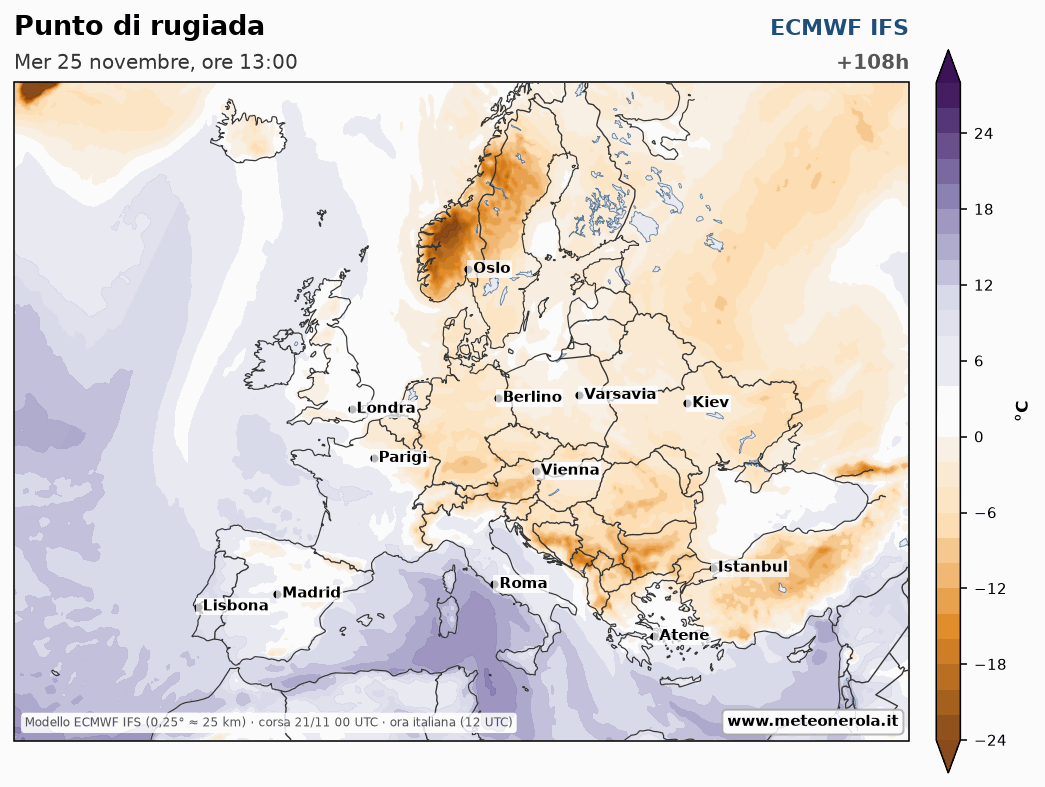 Punto di rugiada
ECMWF IFS
Mer 25 novembre, ore 13:00
+108h
24
18
12
6
0
−6
−12
−18
−24
°C
Oslo
Berlino
Varsavia
Kiev
Londra
Parigi
Vienna
Istanbul
Roma
Madrid
Lisbona
Atene
Modello ECMWF IFS (0,25° ≈ 25 km) · corsa 21/11 00 UTC · ora italiana (12 UTC)
www.meteonerola.it